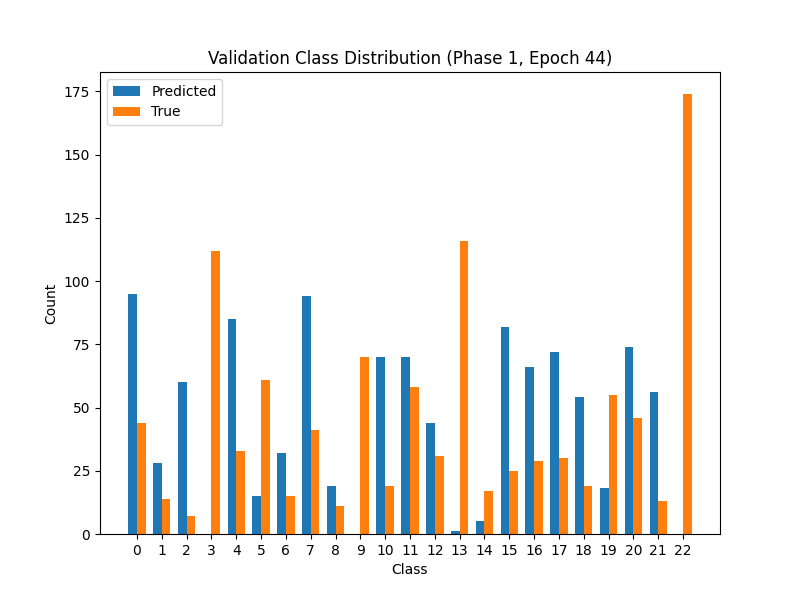 Validation Class Distribution (Phase 1, Epoch 44)
Predicted
True
175
150
125
100
75
50
25
0
Count
0 1 2 3 4 5 6 7 8 9 10 11 12 13 14 15 16 17 18 19 20 21 22
Class